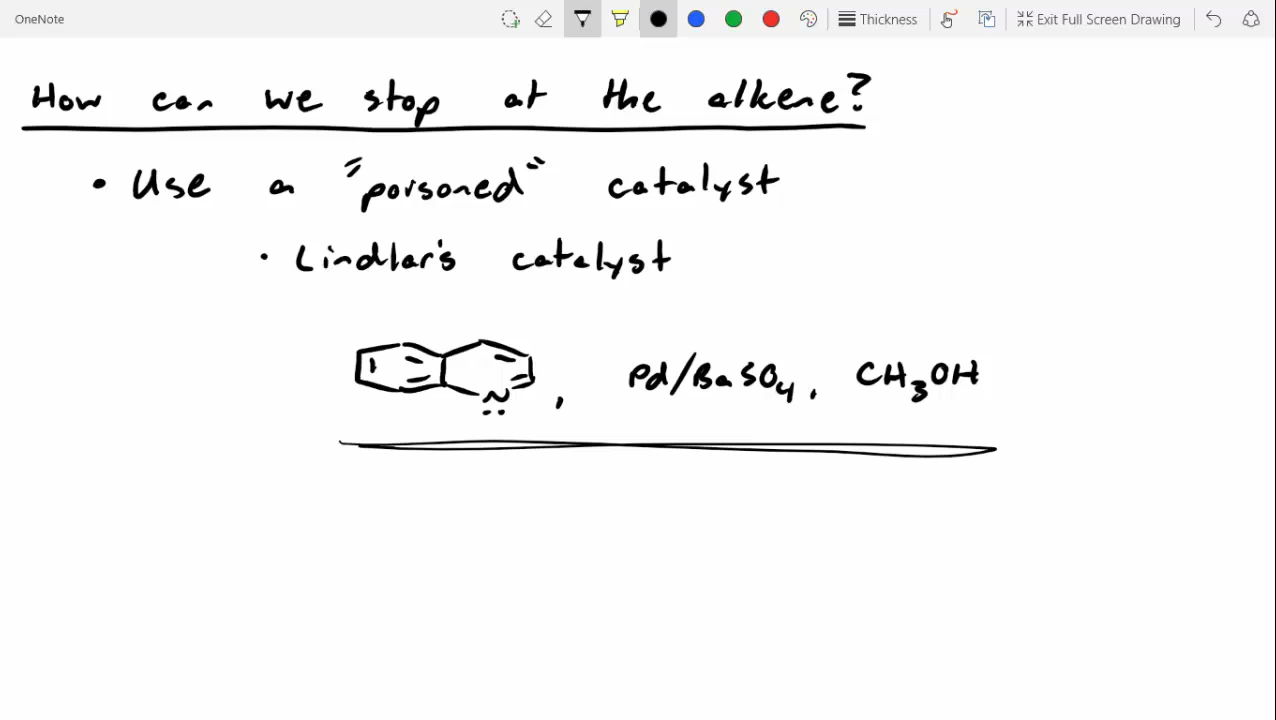 OneNote
Thickness
Exit Full Screen Drawing
How can we stop at the alkene?
• Use a "poisoned" catalyst
• Lindlar's catalyst
N , Pd/BaSO₄, CH₃OH